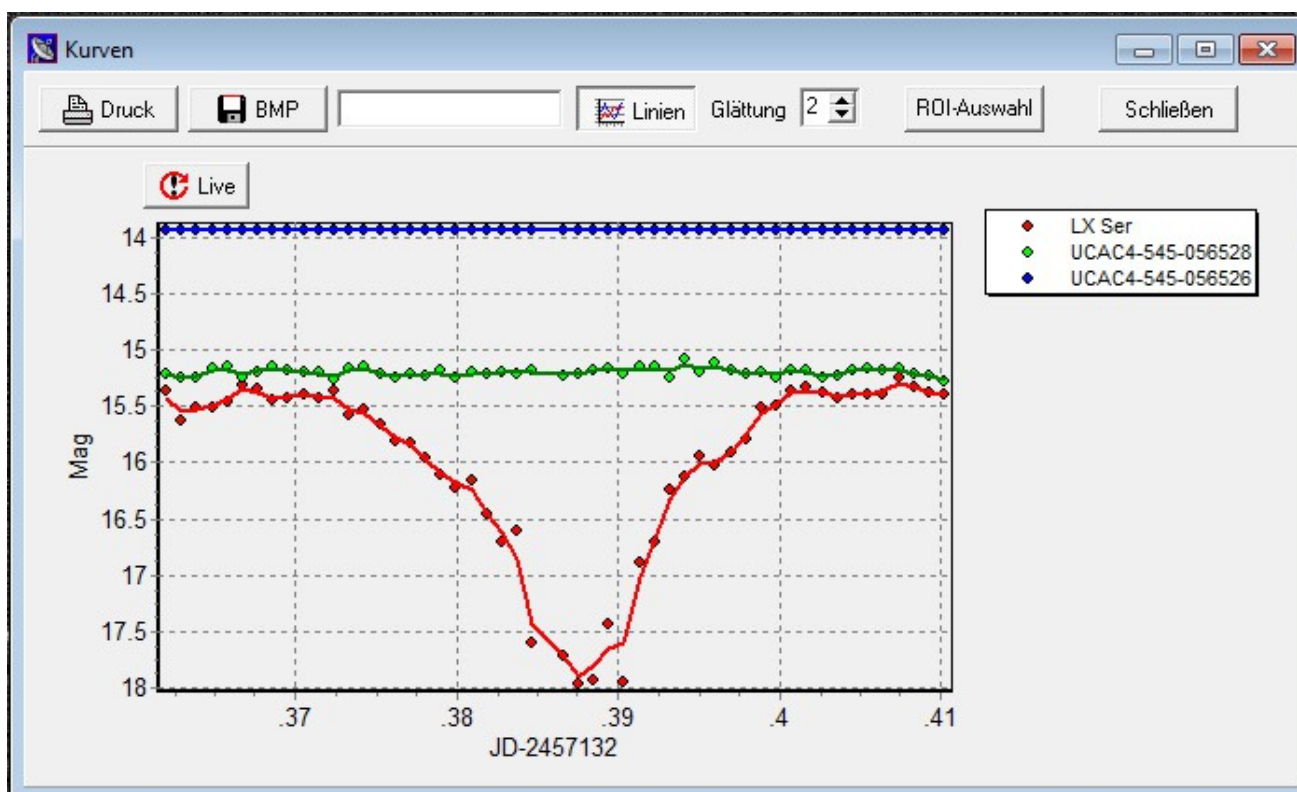 Kurven
Druck BMP Linien Glättung 2 ROI-Auswahl Schließen
Live
LX Ser
UCAC4-545-056528
UCAC4-545-056526
14
14.5
15
15.5
16
16.5
17
17.5
18
Mag
.37 .38 .39 .4 .41
JD-2457132